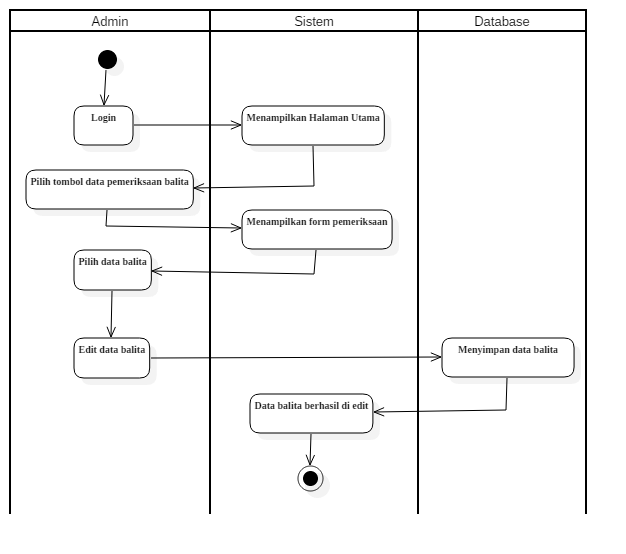 Admin
Sistem
Database
Login
Menampilkan Halaman Utama
Pilih tombol data pemeriksaan balita
Menampilkan form pemeriksaan
Pilih data balita
Edit data balita
Menyimpan data balita
Data balita berhasil di edit